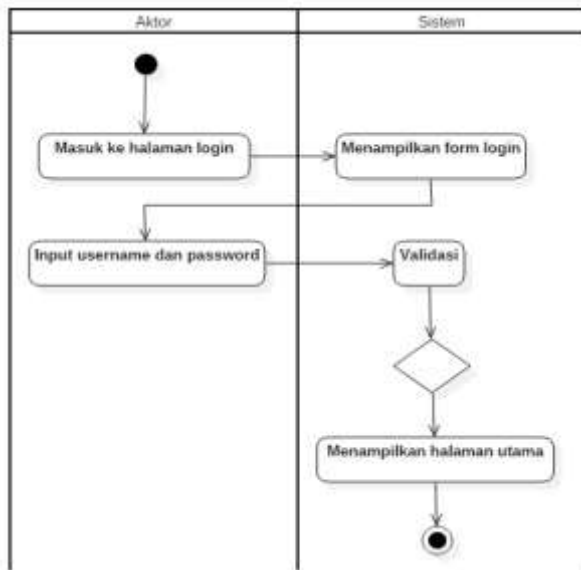 Aktor
Sistem
Masuk ke halaman login
Menampilkan form login
Input username dan password
Validasi
Menampilkan halaman utama